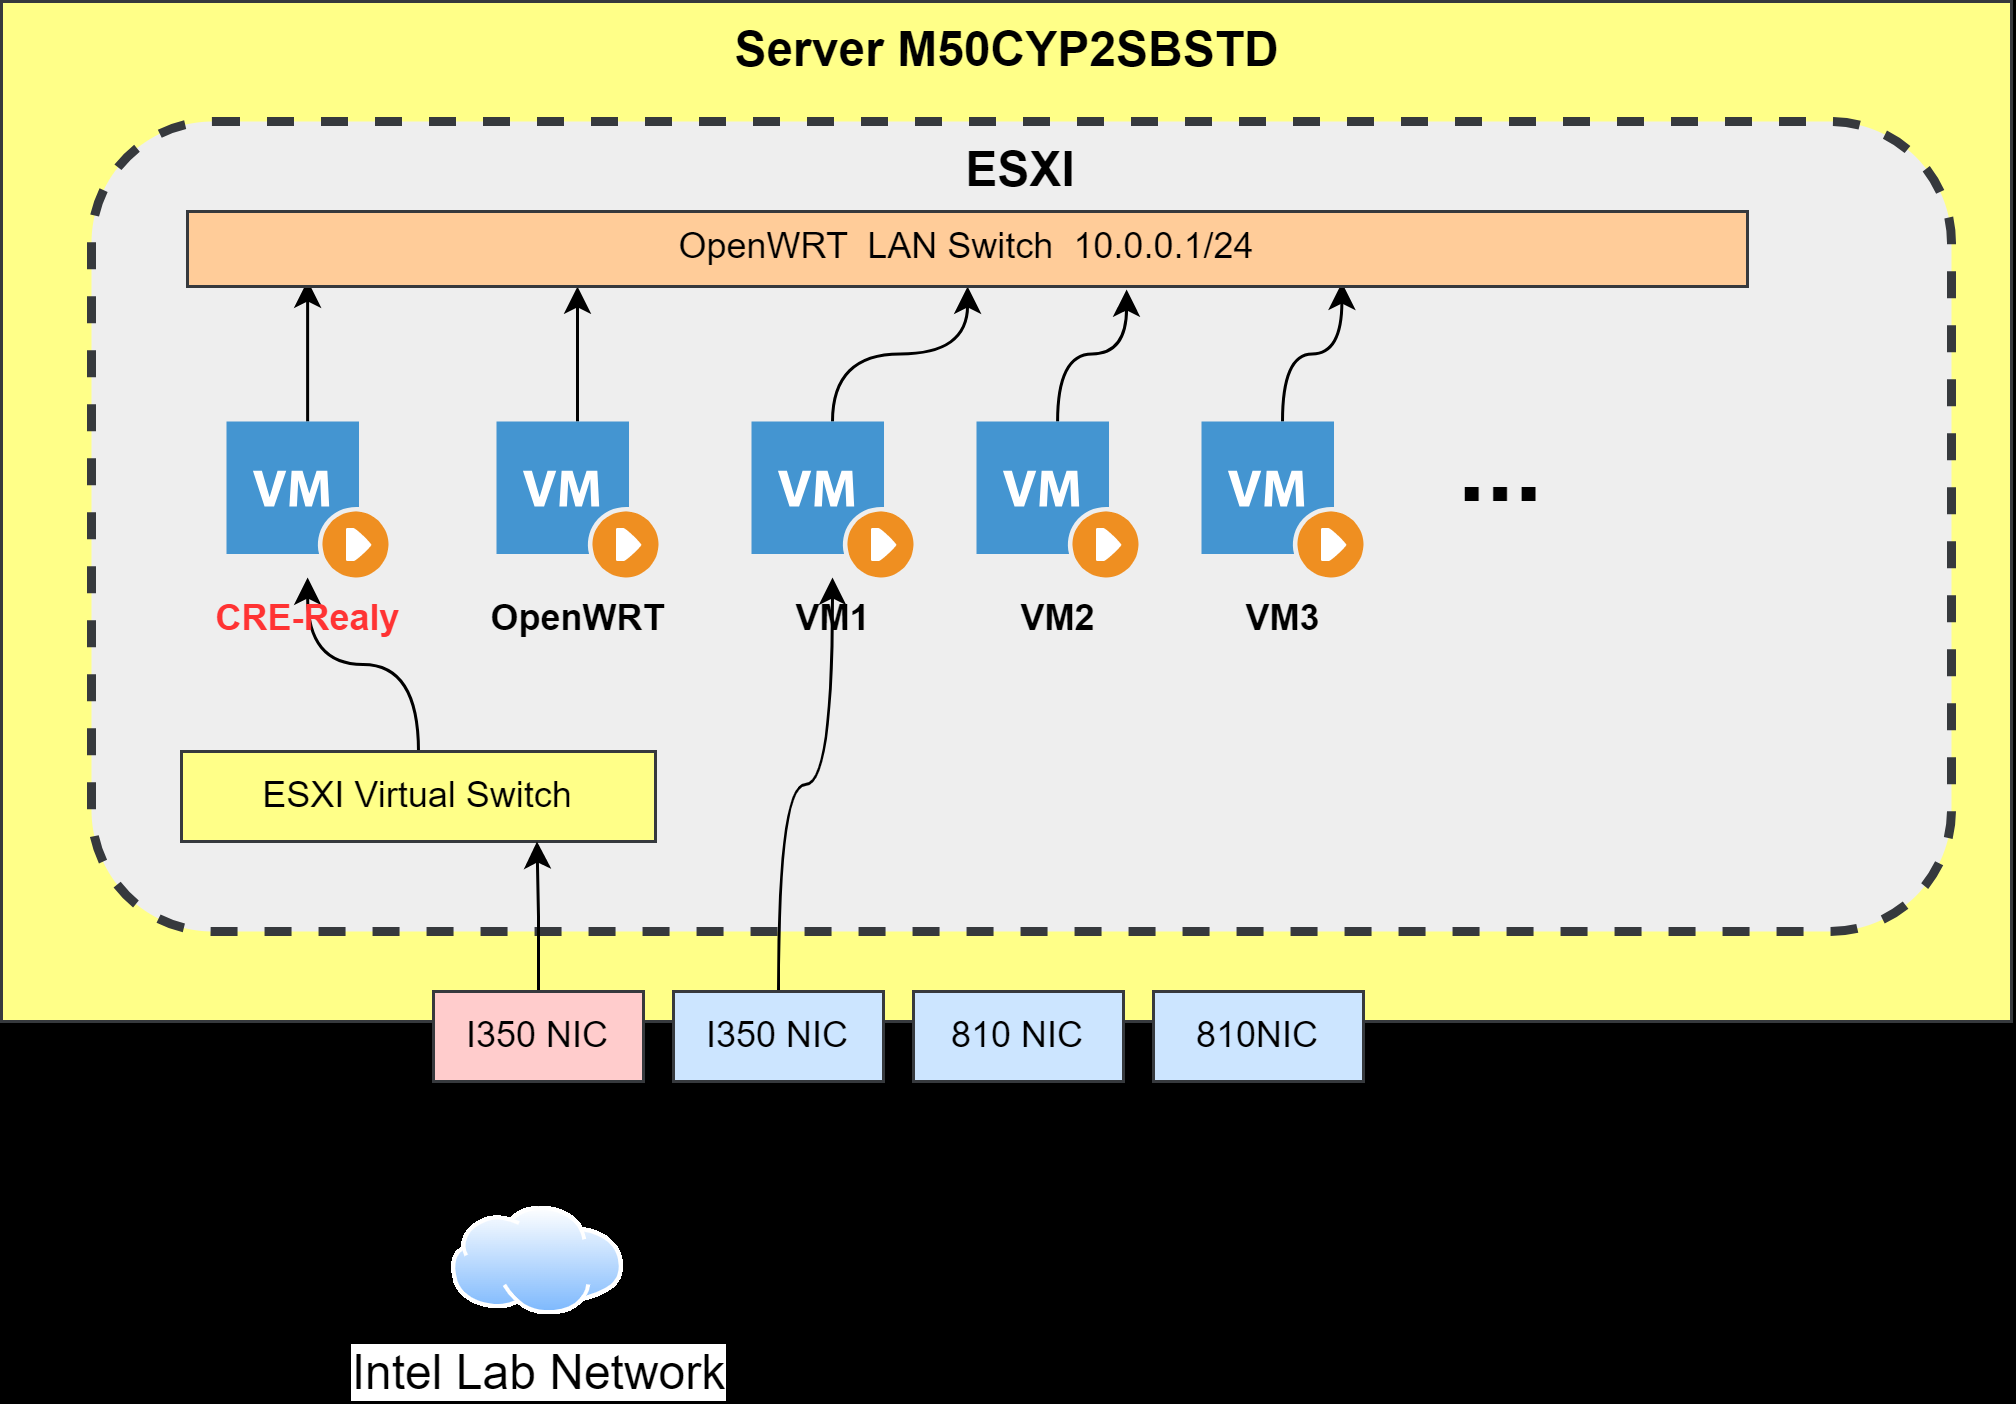 Server M50CYP2SBSTD
ESXI
OpenWRT LAN Switch 10.0.0.1/24
VM VM VM VM VM ...
CRE-Realy OpenWRT VM1 VM2 VM3
ESXI Virtual Switch
I350 NIC I350 NIC 810 NIC 810NIC
Intel Lab Network